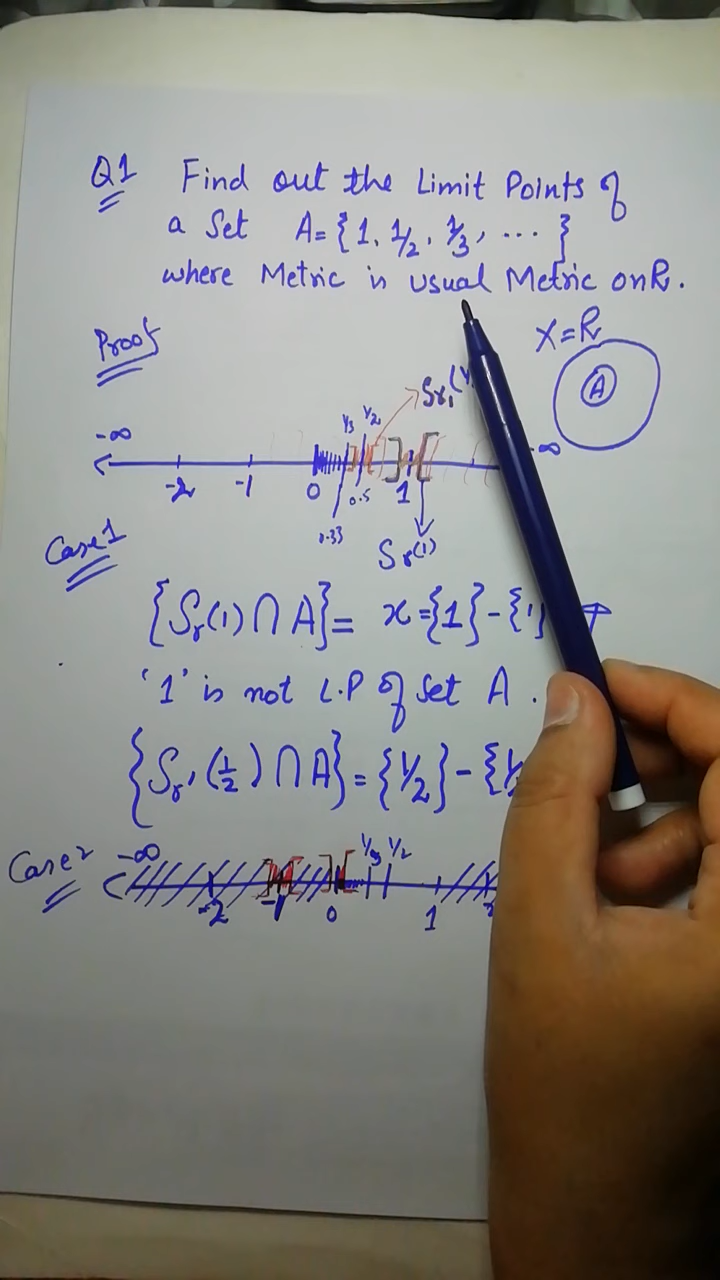 Q1 Find out the Limit Points of
a Set A = {1, 1/2, 1/3, ... }
where Metric is usual Metric on R.
Proof
X = R
A
1/3 1/2
-∞ -2 -1 0 0.5 1 -∞
0.33
Sr(1)
Case 1
{Sr(1) ∩ A} = x = {1} - {1}
'1' is not L.P of Set A.
{Sr₁(1/2) ∩ A} = {1/2} - {1/
Case 2
-∞ 1/3 1/2
-2 -1 0 1